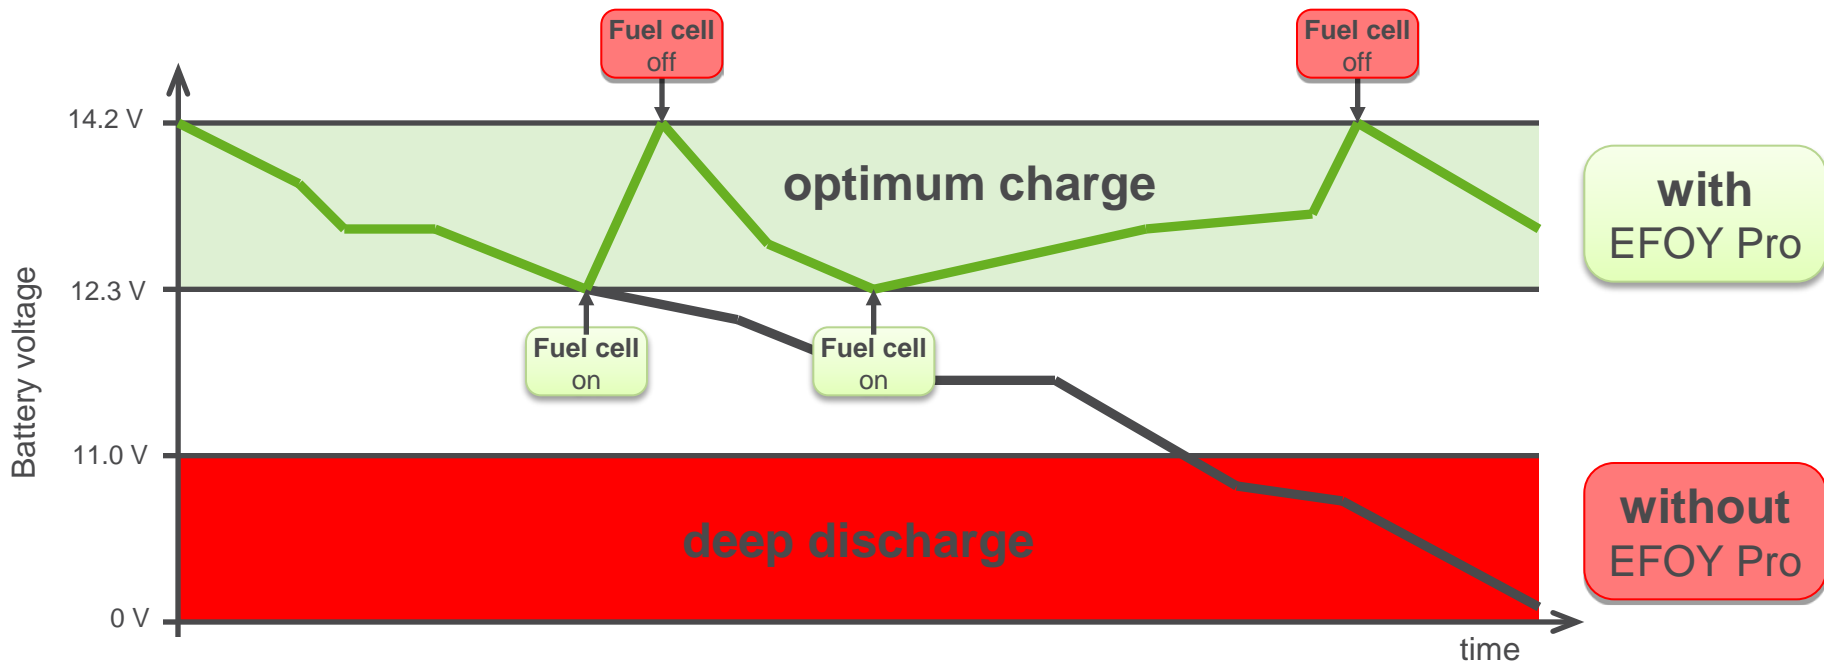 Fuel cell
off
Fuel cell
off
14.2 V
optimum charge
with
EFOY Pro
12.3 V
Battery voltage
Fuel cell
on
Fuel cell
on
11.0 V
deep discharge
without
EFOY Pro
0 V
time